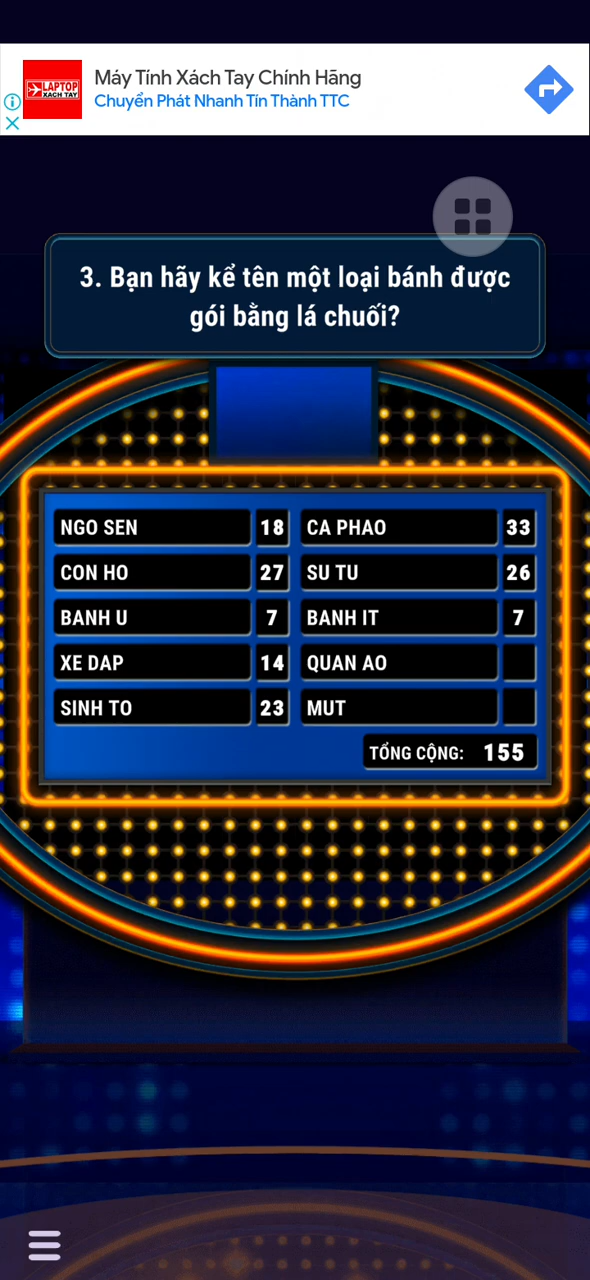 LAPTOP
XÁCH TAY
Máy Tính Xách Tay Chính Hãng
Chuyển Phát Nhanh Tín Thành TTC
3. Bạn hãy kể tên một loại bánh được
gói bằng lá chuối?
NGO SEN 18 CA PHAO 33
CON HO 27 SU TU 26
BANH U 7 BANH IT 7
XE DAP 14 QUAN AO
SINH TO 23 MUT
TỔNG CỘNG: 155